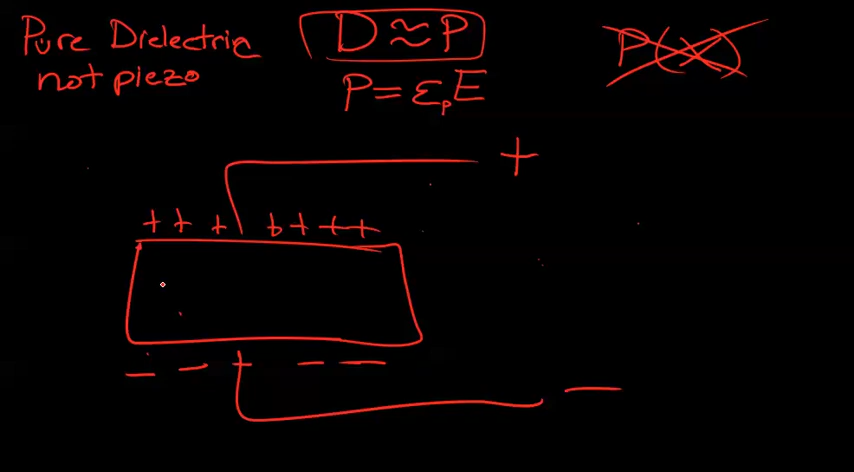 Pure Dielectric
not piezo
D ≈ P
P = ε_p E
P(x)
+
+ + + + + + +
— — — — —
—